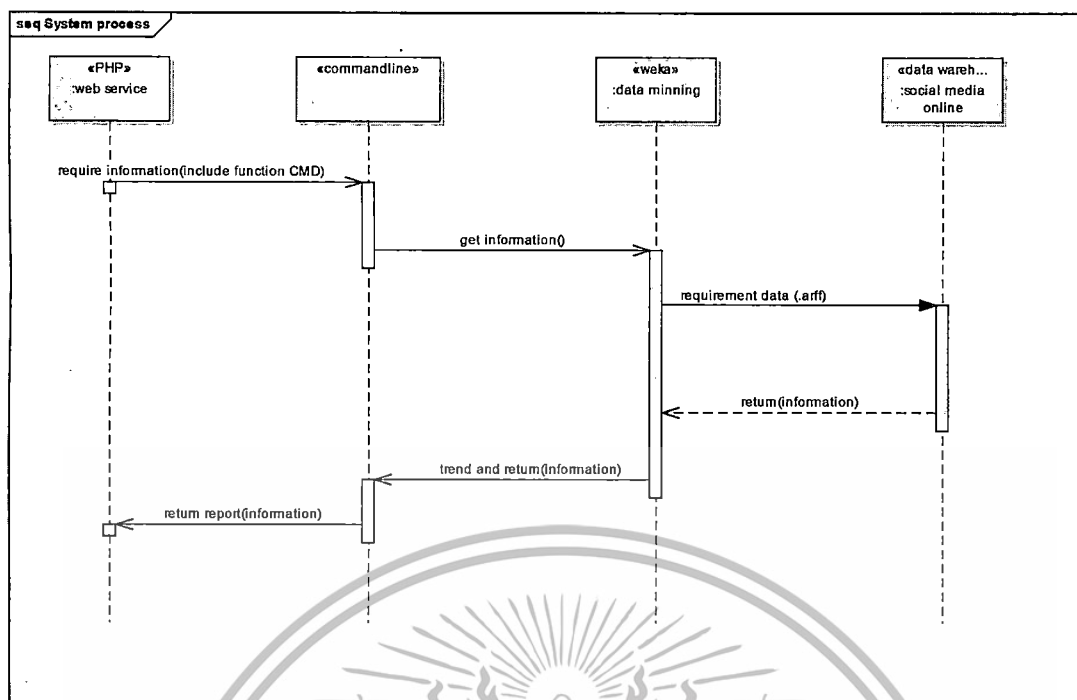 seq System process
«PHP»
:web service
«commandline»
«weka»
:data minning
«data wareh...
:social media
online
require information(include function CMD)
get information()
requirement data (.arff)
return(information)
trend and return(information)
return report(information)